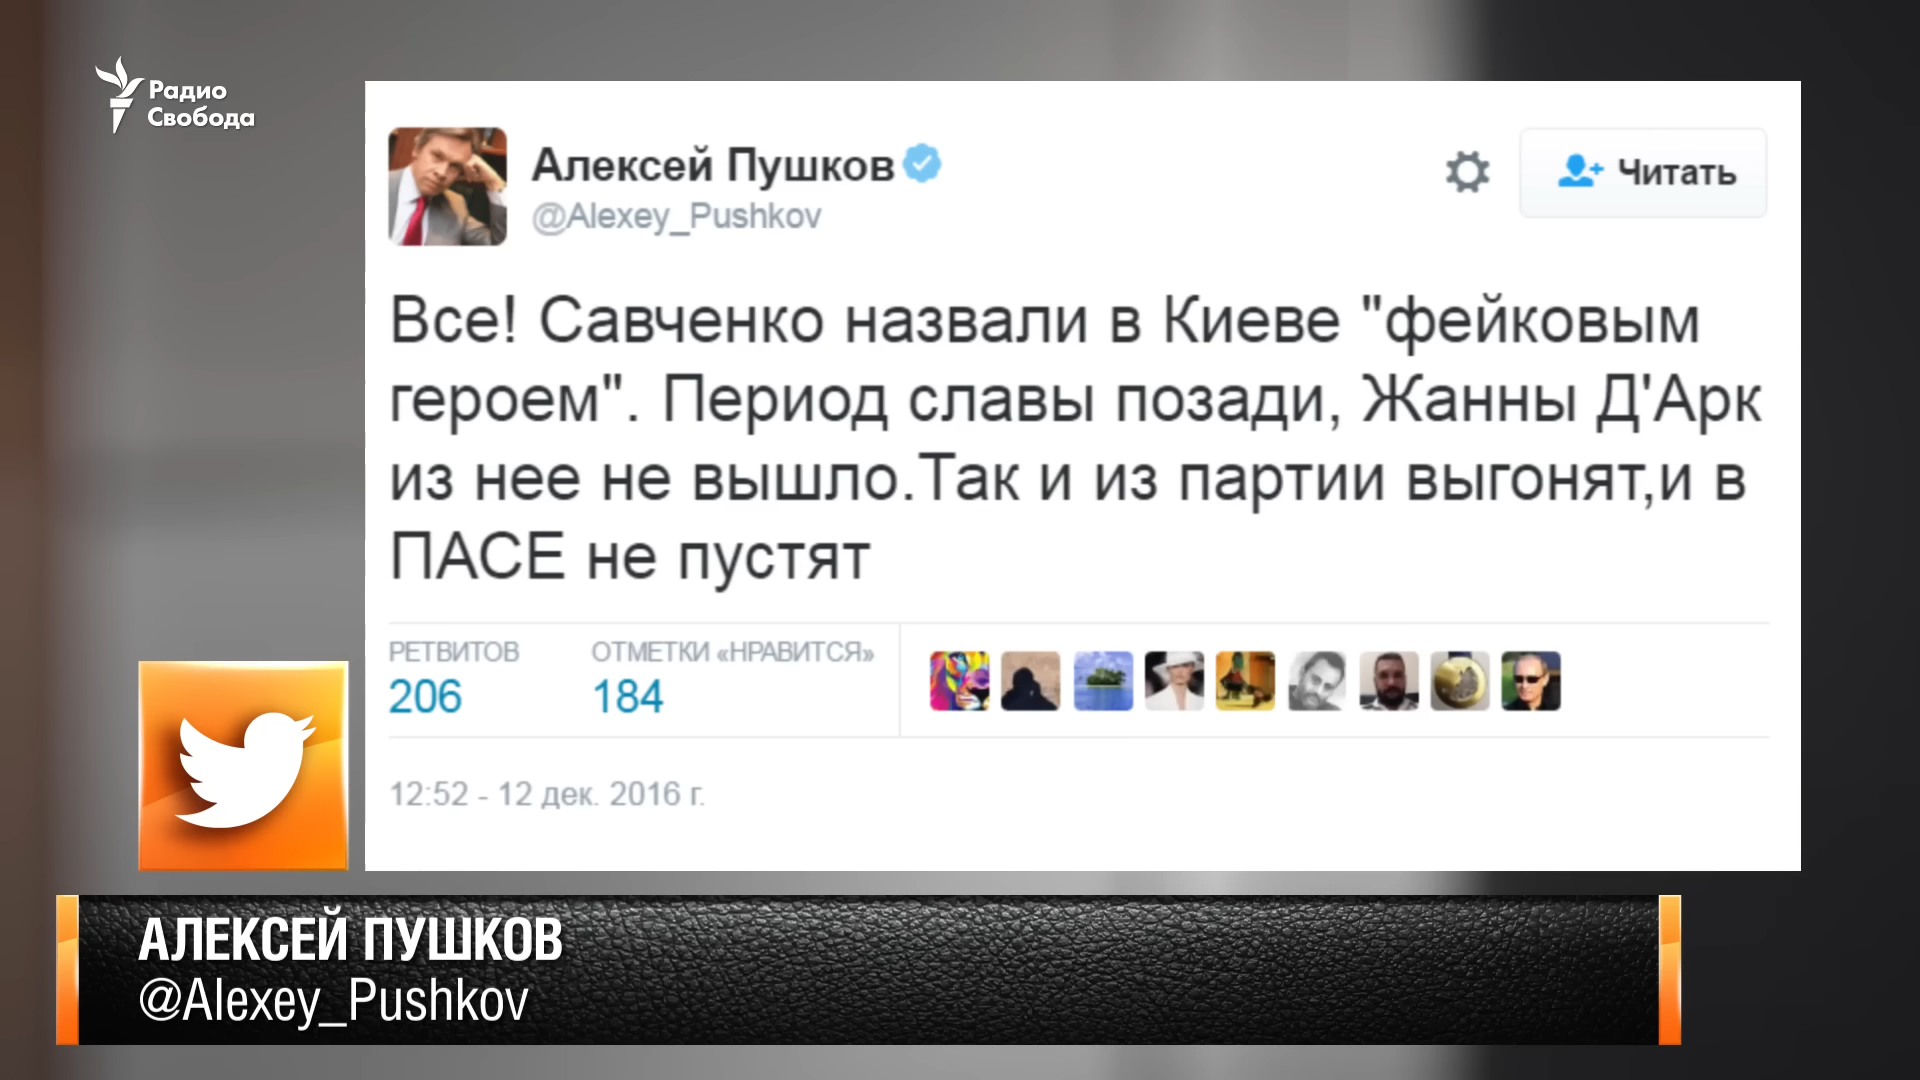 Радио
Свобода
Алексей Пушков
@Alexey_Pushkov
Читать
Все! Савченко назвали в Киеве "фейковым
героем". Период славы позади, Жанны Д'Арк
из нее не вышло.Так и из партии выгонят,и в
ПАСЕ не пустят
РЕТВИТОВ
206
ОТМЕТКИ «НРАВИТСЯ»
184
12:52 - 12 дек. 2016 г.
АЛЕКСЕЙ ПУШКОВ
@Alexey_Pushkov